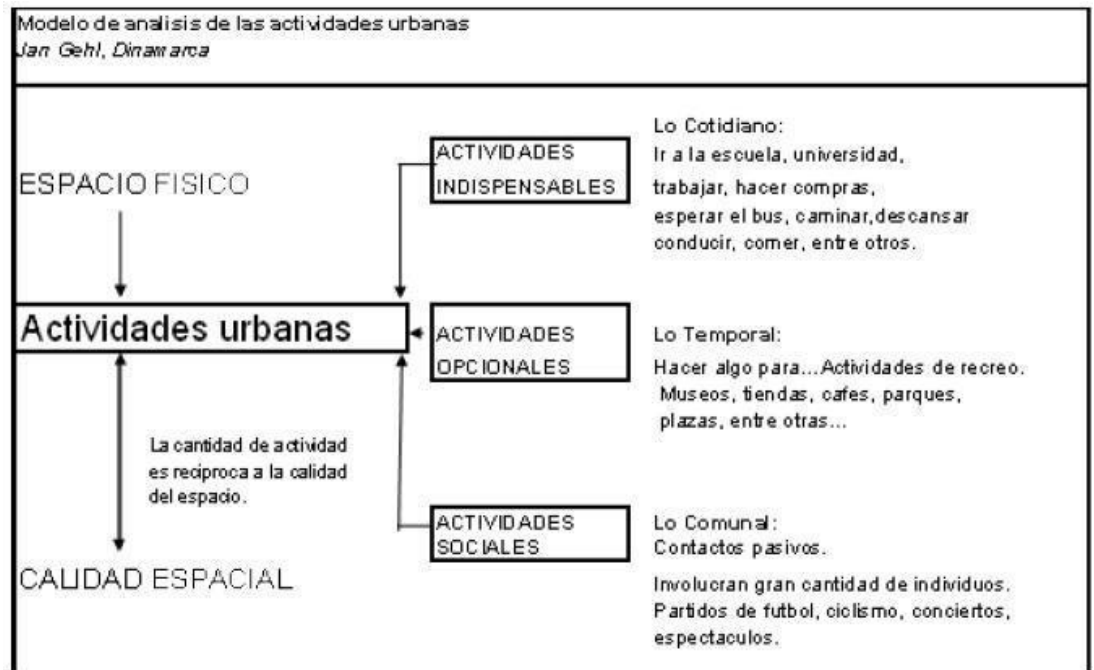 Modelo de analisis de las actividades urbanas
Jan Gehl, Dinamarca
ESPACIO FISICO
Actividades urbanas
La cantidad de actividad
es reciproca a la calidad
del espacio.
CALIDAD ESPACIAL
ACTIVIDADES
INDISPENSABLES
Lo Cotidiano:
Ir a la escuela, universidad,
trabajar, hacer compras,
esperar el bus, caminar,descansar
conducir, comer, entre otros.
ACTIVIDADES
OPCIONALES
Lo Temporal:
Hacer algo para...Actividades de recreo.
Museos, tiendas, cafes, parques,
plazas, entre otras...
ACTIVIDADES
SOCIALES
Lo Comunal:
Contactos pasivos.
Involucran gran cantidad de individuos.
Partidos de futbol, ciclismo, conciertos,
espectaculos.